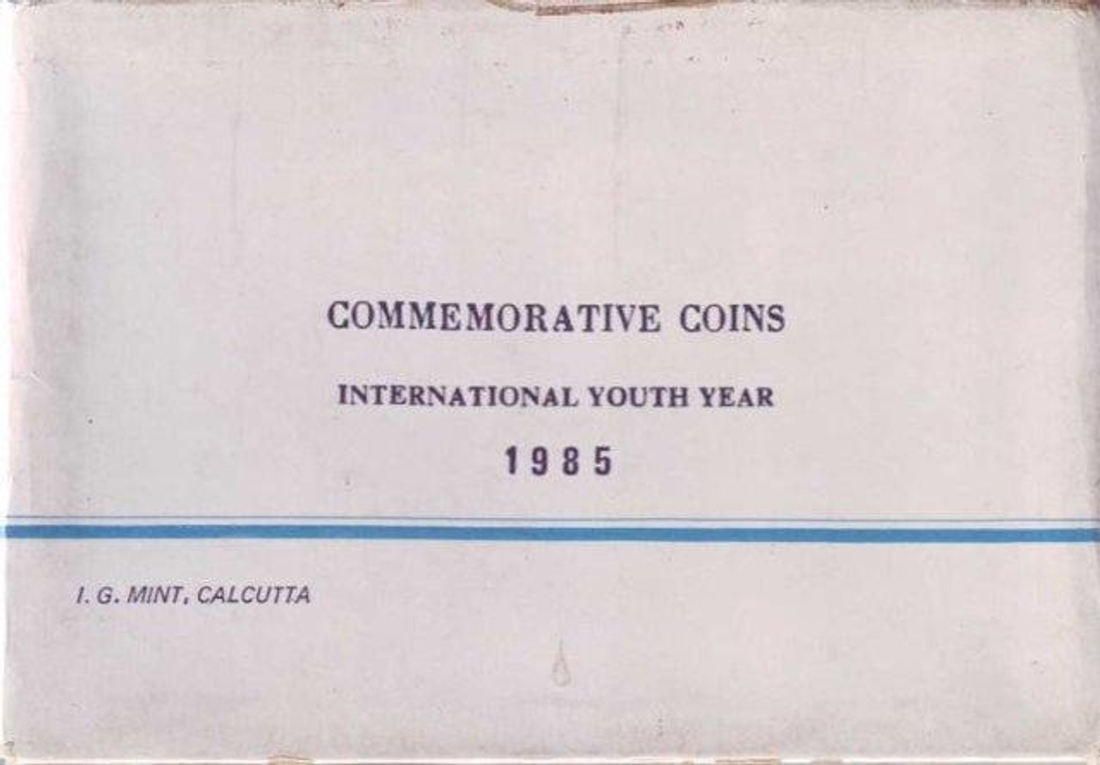 COMMEMORATIVE COINS
INTERNATIONAL YOUTH YEAR
1985
I. G. MINT, CALCUTTA